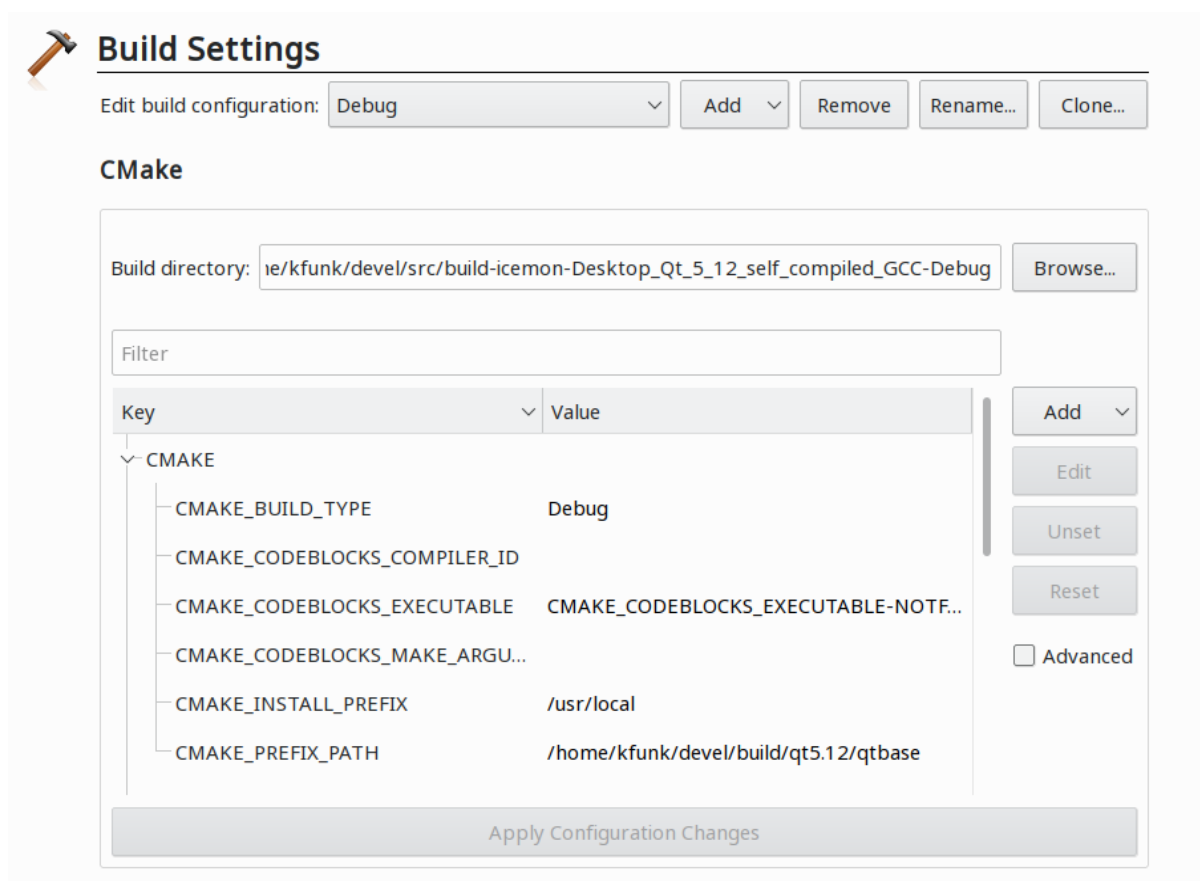 Build Settings
Edit build configuration: Debug Add Remove Rename... Clone...
CMake
Build directory: ıe/kfunk/devel/src/build-icemon-Desktop_Qt_5_12_self_compiled_GCC-Debug Browse...
Filter
Key Value Add
CMAKE
Edit
CMAKE_BUILD_TYPE Debug
Unset
CMAKE_CODEBLOCKS_COMPILER_ID
CMAKE_CODEBLOCKS_EXECUTABLE CMAKE_CODEBLOCKS_EXECUTABLE-NOTF...
Reset
CMAKE_CODEBLOCKS_MAKE_ARGU... Advanced
CMAKE_INSTALL_PREFIX /usr/local
CMAKE_PREFIX_PATH /home/kfunk/devel/build/qt5.12/qtbase
Apply Configuration Changes